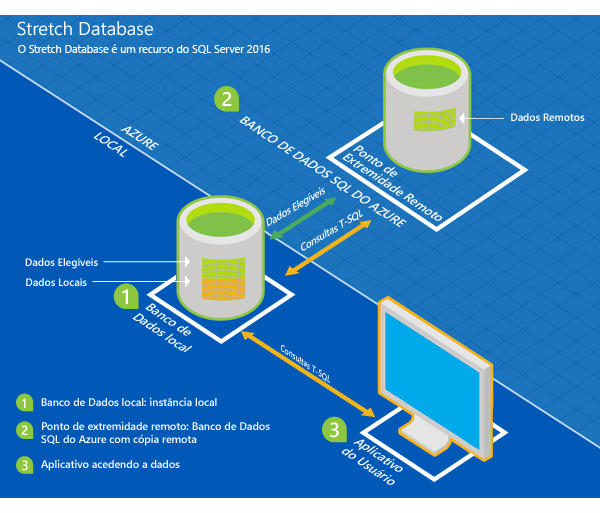 Stretch Database
O Stretch Database é um recurso do SQL Server 2016
2
BANCO DE DADOS SQL DO AZURE
AZURE
LOCAL
Dados Remotos
Ponto de
Extremidade Remoto
Dados Elegíveis
Consultas T-SQL
Dados Elegíveis
Dados Locais
1
Banco de
Dados local
Consultas T-SQL
3
Aplicativo
do Usuário
1 Banco de Dados local: instância local
2 Ponto de extremidade remoto: Banco de Dados
SQL do Azure com cópia remota
3 Aplicativo acedendo a dados